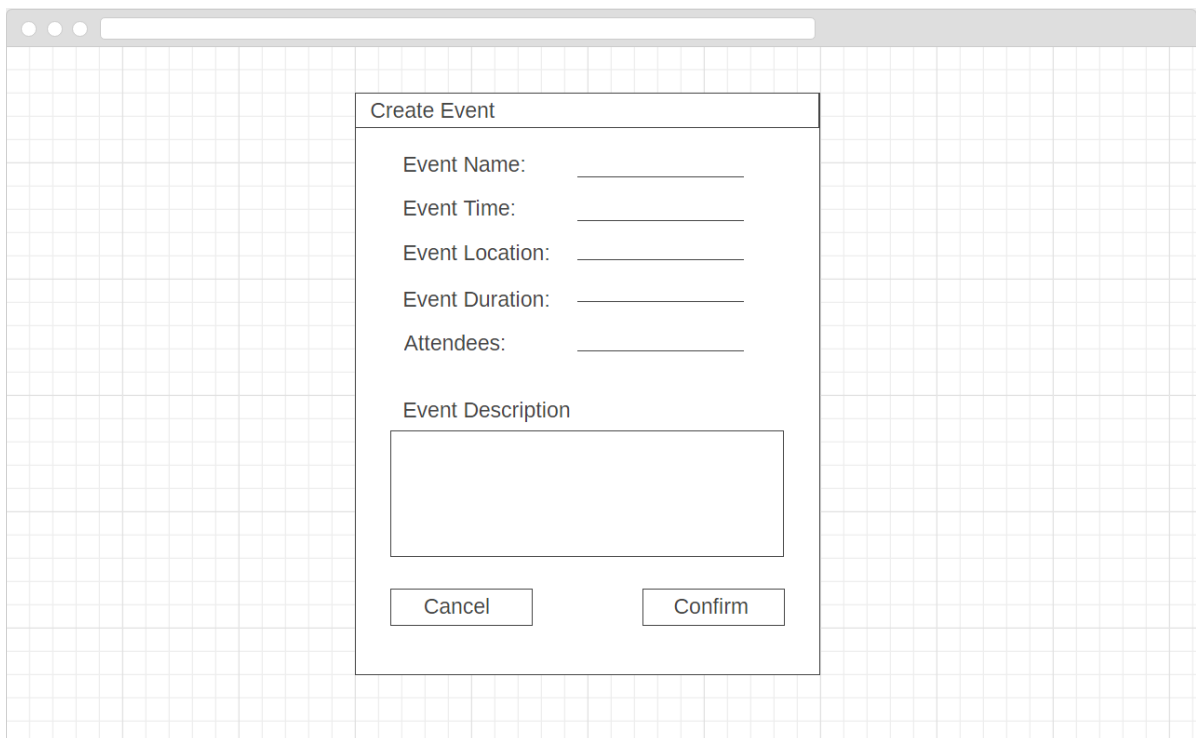 Create Event
Event Name:
Event Time:
Event Location:
Event Duration:
Attendees:
Event Description
Cancel
Confirm